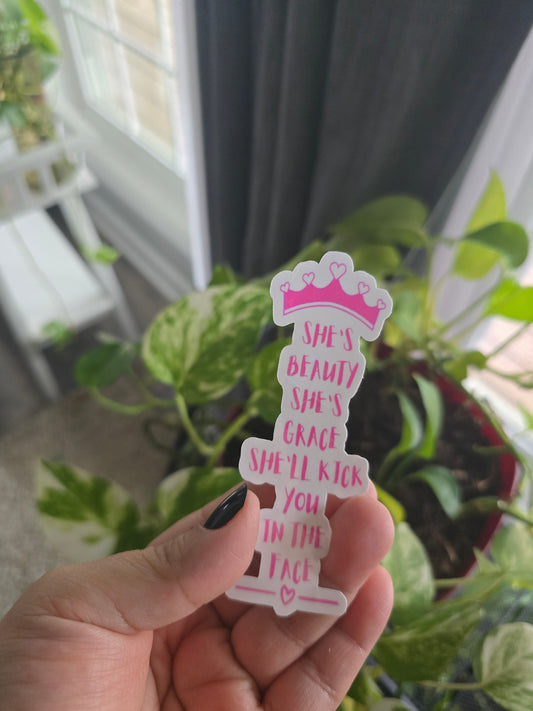 SHE'S
BEAUTY
SHE'S
GRACE
SHE'LL KICK
YOU
IN THE
FACE